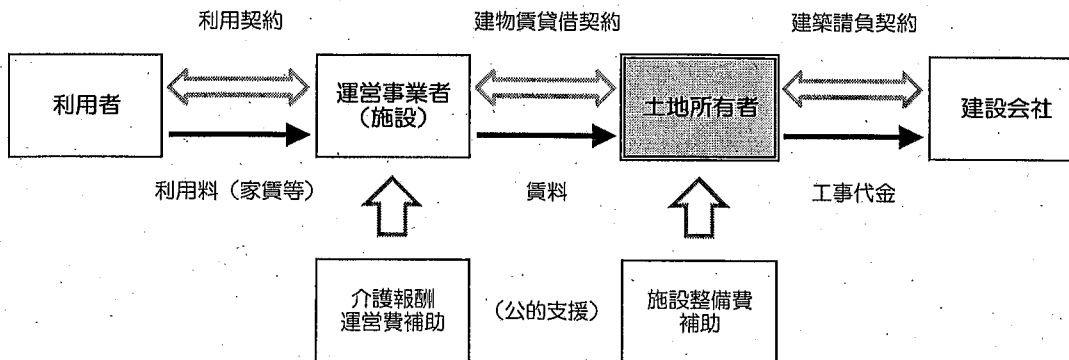 利用契約
建物賃貸借契約
建築請負契約
利用者
運営事業者
（施設）
土地所有者
建設会社
利用料（家賃等）
賃料
工事代金
介護報酬
運営費補助
（公的支援）
施設整備費
補助